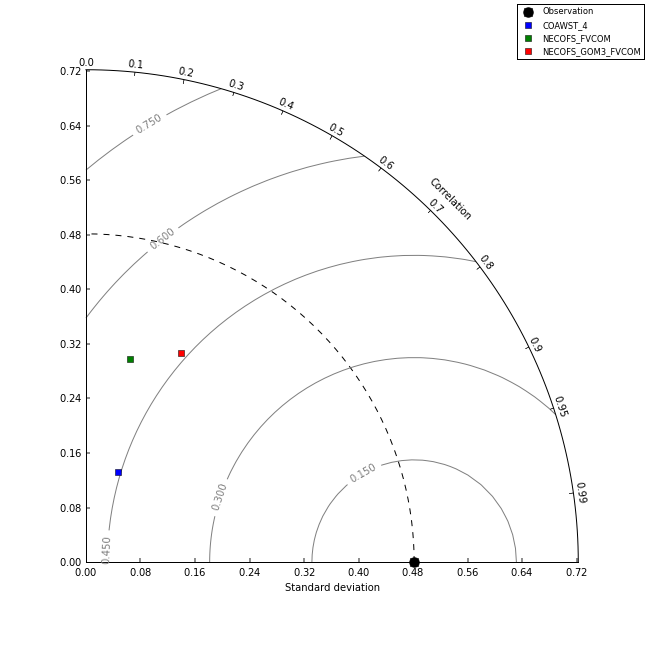 Observation
COAWST_4
NECOFS_FVCOM
NECOFS_GOM3_FVCOM
0.0 0.1 0.2 0.3 0.4 0.5 0.6 0.7 0.8 0.9 0.95 0.99
Correlation
0.72
0.64
0.56
0.48
0.40
0.32
0.24
0.16
0.08
0.00
0.750
0.600
0.450
0.300
0.150
0.00 0.08 0.16 0.24 0.32 0.40 0.48 0.56 0.64 0.72
Standard deviation